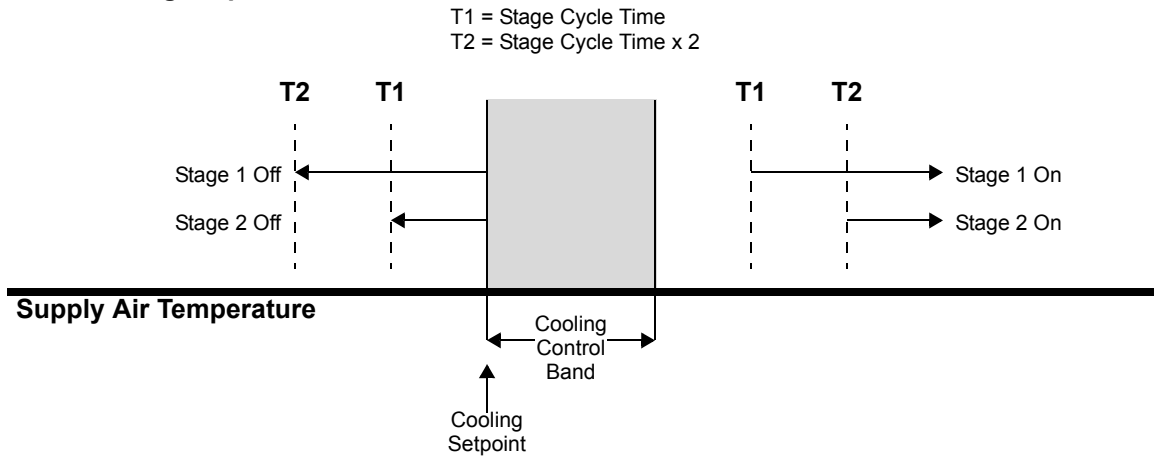 T1 = Stage Cycle Time
T2 = Stage Cycle Time x 2
T2 T1 T1 T2
Stage 1 Off Stage 1 On
Stage 2 Off Stage 2 On
Supply Air Temperature
Cooling
Control
Band
Cooling
Setpoint